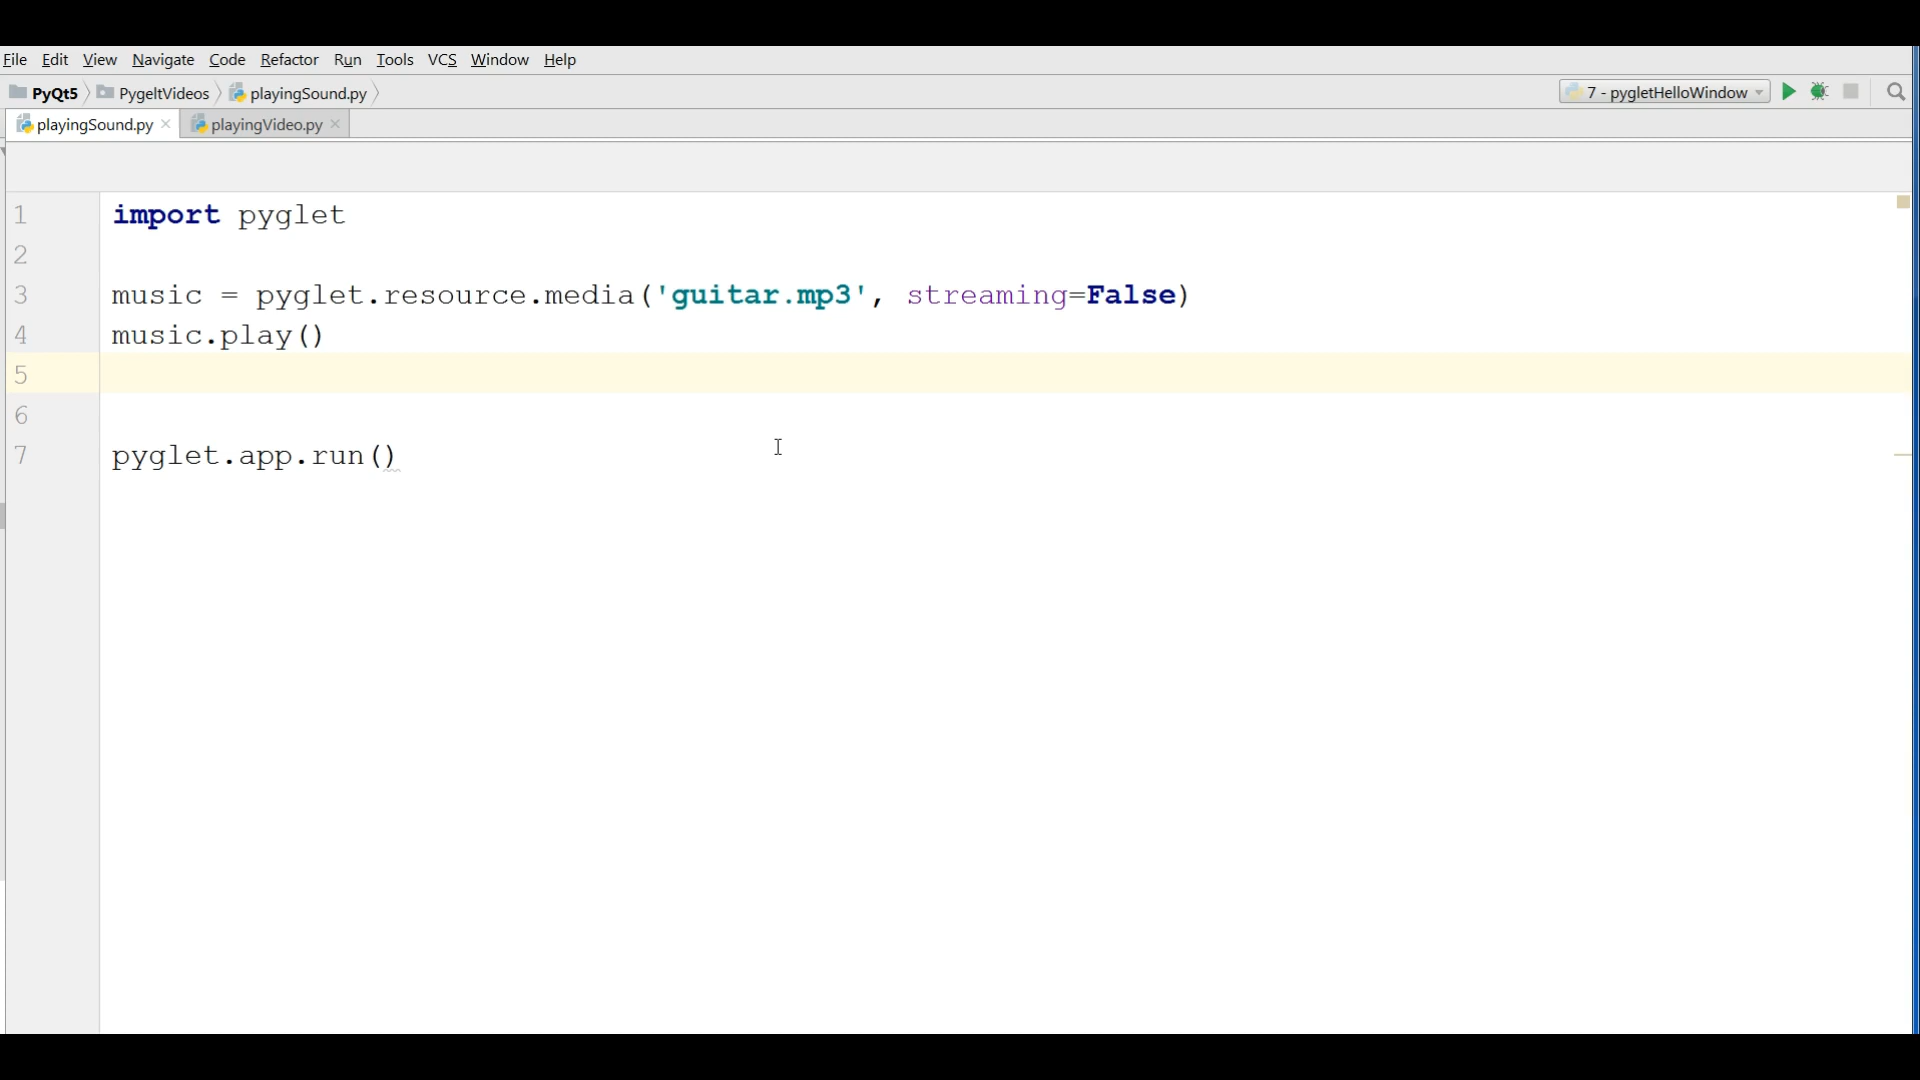 File Edit View Navigate Code Refactor Run Tools VCS Window Help
PyQt5 PygeltVideos playingSound.py 7 - pygletHelloWindow
playingSound.py playingVideo.py
1 import pyglet
2
3 music = pyglet.resource.media('guitar.mp3', streaming=False)
4 music.play()
5
6
7 pyglet.app.run()